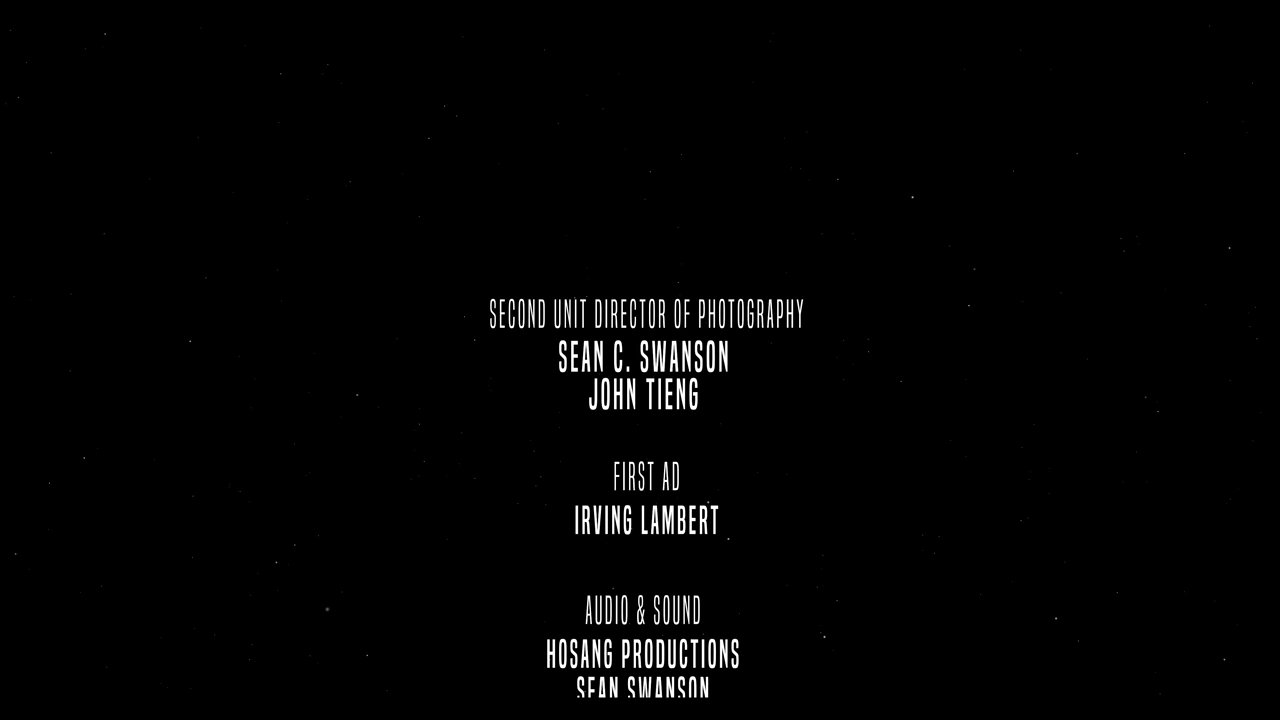 SECOND UNIT DIRECTOR OF PHOTOGRAPHY
SEAN C. SWANSON
JOHN TIENG
FIRST AD
IRVING LAMBERT
AUDIO & SOUND
HOSANG PRODUCTIONS
SEAN SWANSON